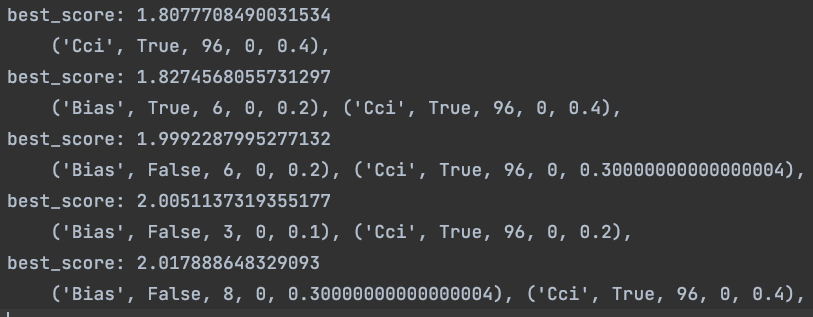 best_score: 1.8077708490031534
('Cci', True, 96, 0, 0.4),
best_score: 1.8274568055731297
('Bias', True, 6, 0, 0.2), ('Cci', True, 96, 0, 0.4),
best_score: 1.9992287995277132
('Bias', False, 6, 0, 0.2), ('Cci', True, 96, 0, 0.30000000000000004),
best_score: 2.0051137319355177
('Bias', False, 3, 0, 0.1), ('Cci', True, 96, 0, 0.2),
best_score: 2.017888648329093
('Bias', False, 8, 0, 0.30000000000000004), ('Cci', True, 96, 0, 0.4),